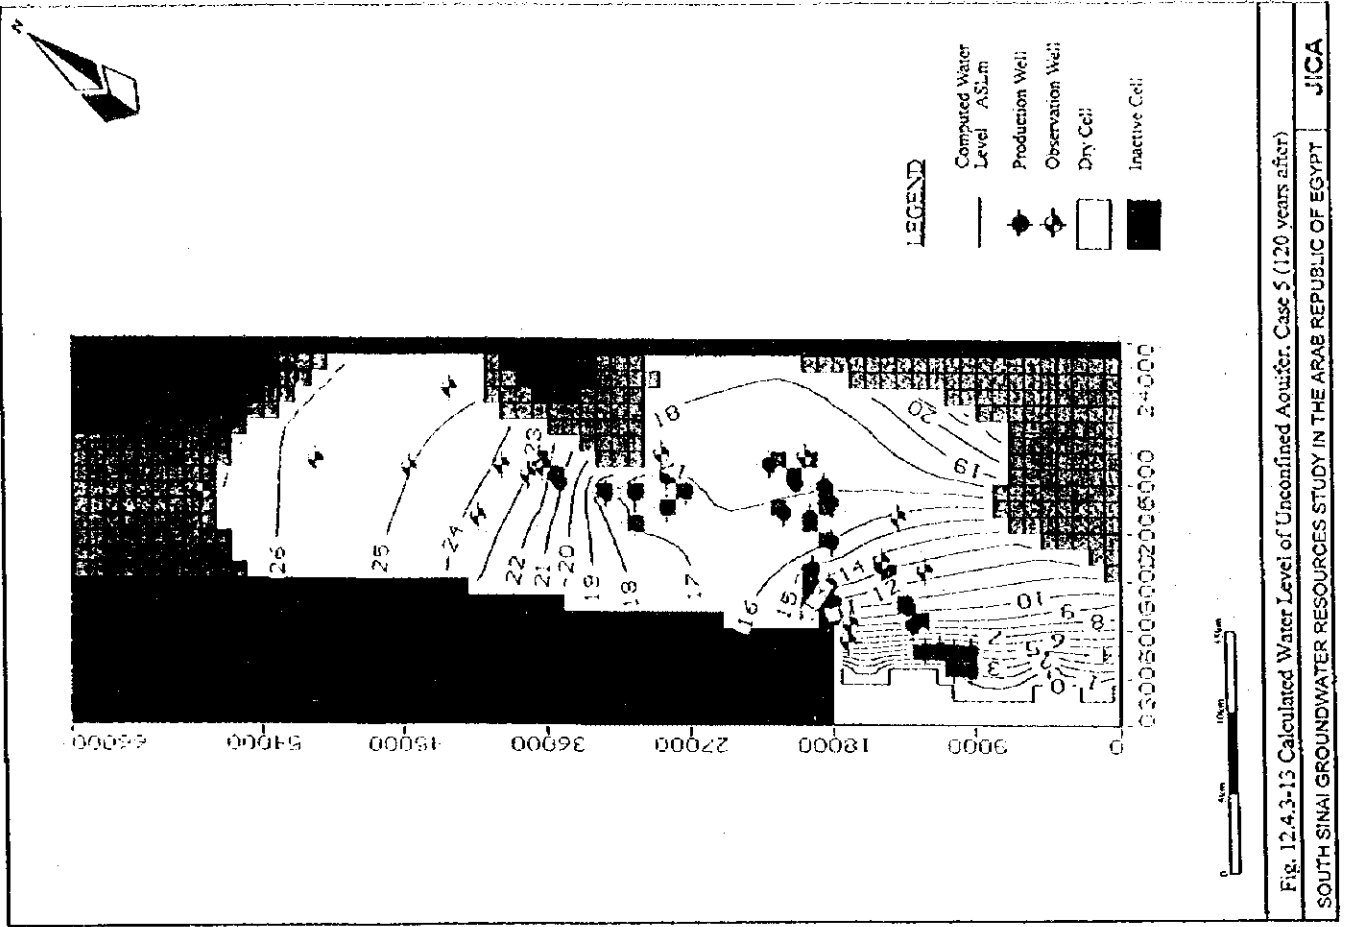 N
LEGEND
Computed Water
Level ASLm
Production Well
Observation Well
Dry Cell
Inactive Cell
54000
45000
36000
27000
18000
9000
0
24000
26
25
24
23
22
21
20
19
18
17
18
20
19
16
15
14
12
10
9
8
7
6
5
4
3
2
1
0
0
10km
15km
Fig. 12.4.3-13 Calculated Water Level of Unconfined Aquifer, Case 5 (120 years after)
SOUTH SINAI GROUNDWATER RESOURCES STUDY IN THE ARAB REPUBLIC OF EGYPT
JICA